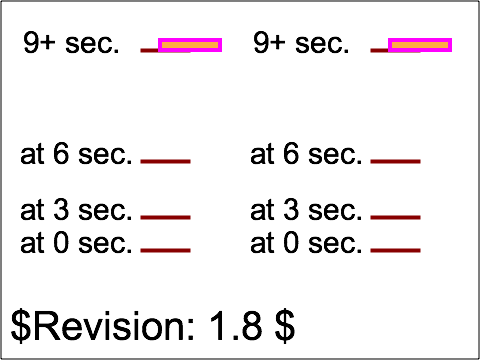 9+ sec. 9+ sec.
at 6 sec. at 6 sec.
at 3 sec. at 3 sec.
at 0 sec. at 0 sec.
$Revision: 1.8 $